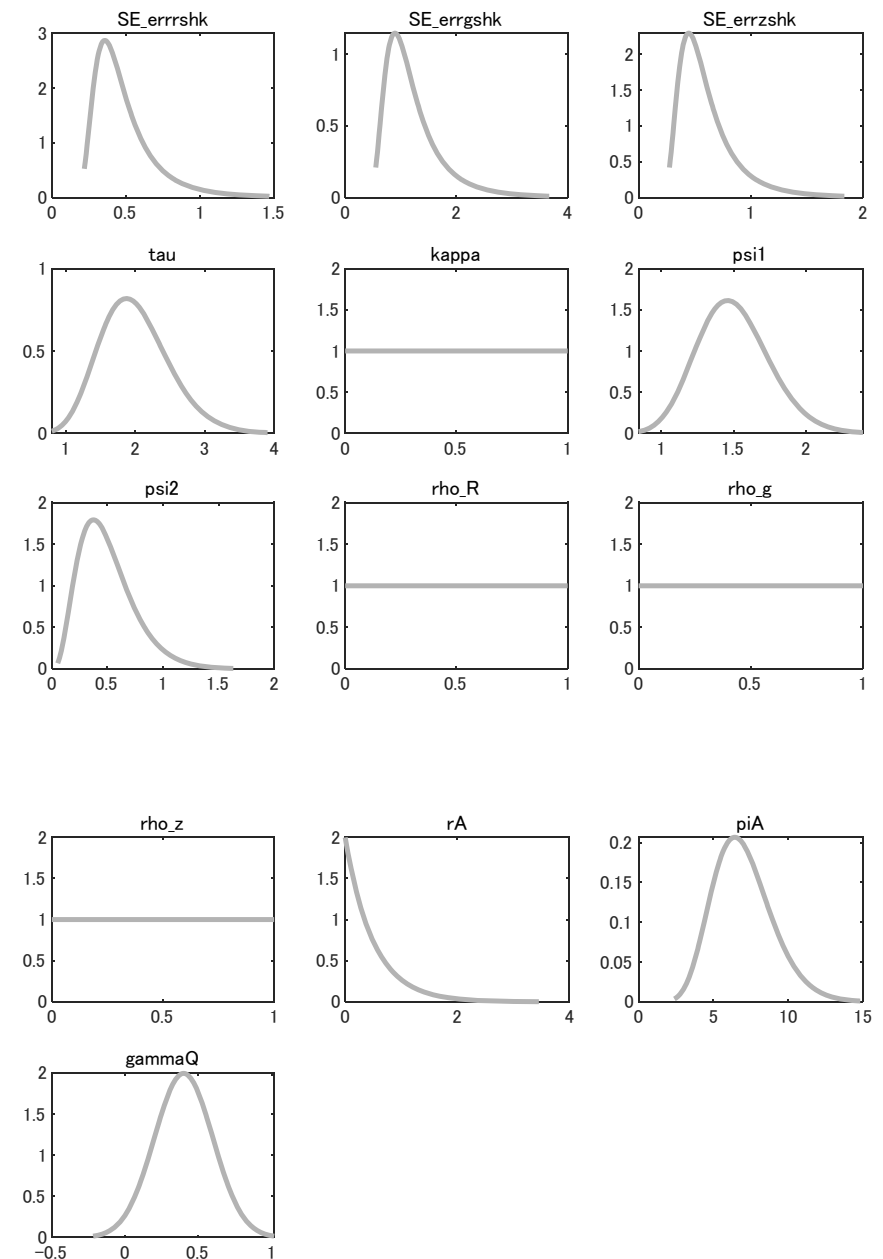 SE_errrshk SE_errgshk SE_errzshk
3 1 2
2 1.5
0.5 1
1 0.5
0 0 0
0 0.5 1 1.5 0 2 4 0 1 2
tau kappa psi1
1 2 2
1.5 1.5
0.5 1 1
0.5 0.5
0 0 0
1 2 3 4 0 0.5 1 1 1.5 2
psi2 rho_R rho_g
2 2 2
1.5 1.5 1.5
1 1 1
0.5 0.5 0.5
0 0 0
0 0.5 1 1.5 2 0 0.5 1 0 0.5 1
rho_z rA piA
2 2 0.2
1.5 1.5 0.15
1 1 0.1
0.5 0.5 0.05
0 0 0
0 0.5 1 0 2 4 0 5 10 15
gammaQ
2
1.5
1
0.5
0
−0.5 0 0.5 1